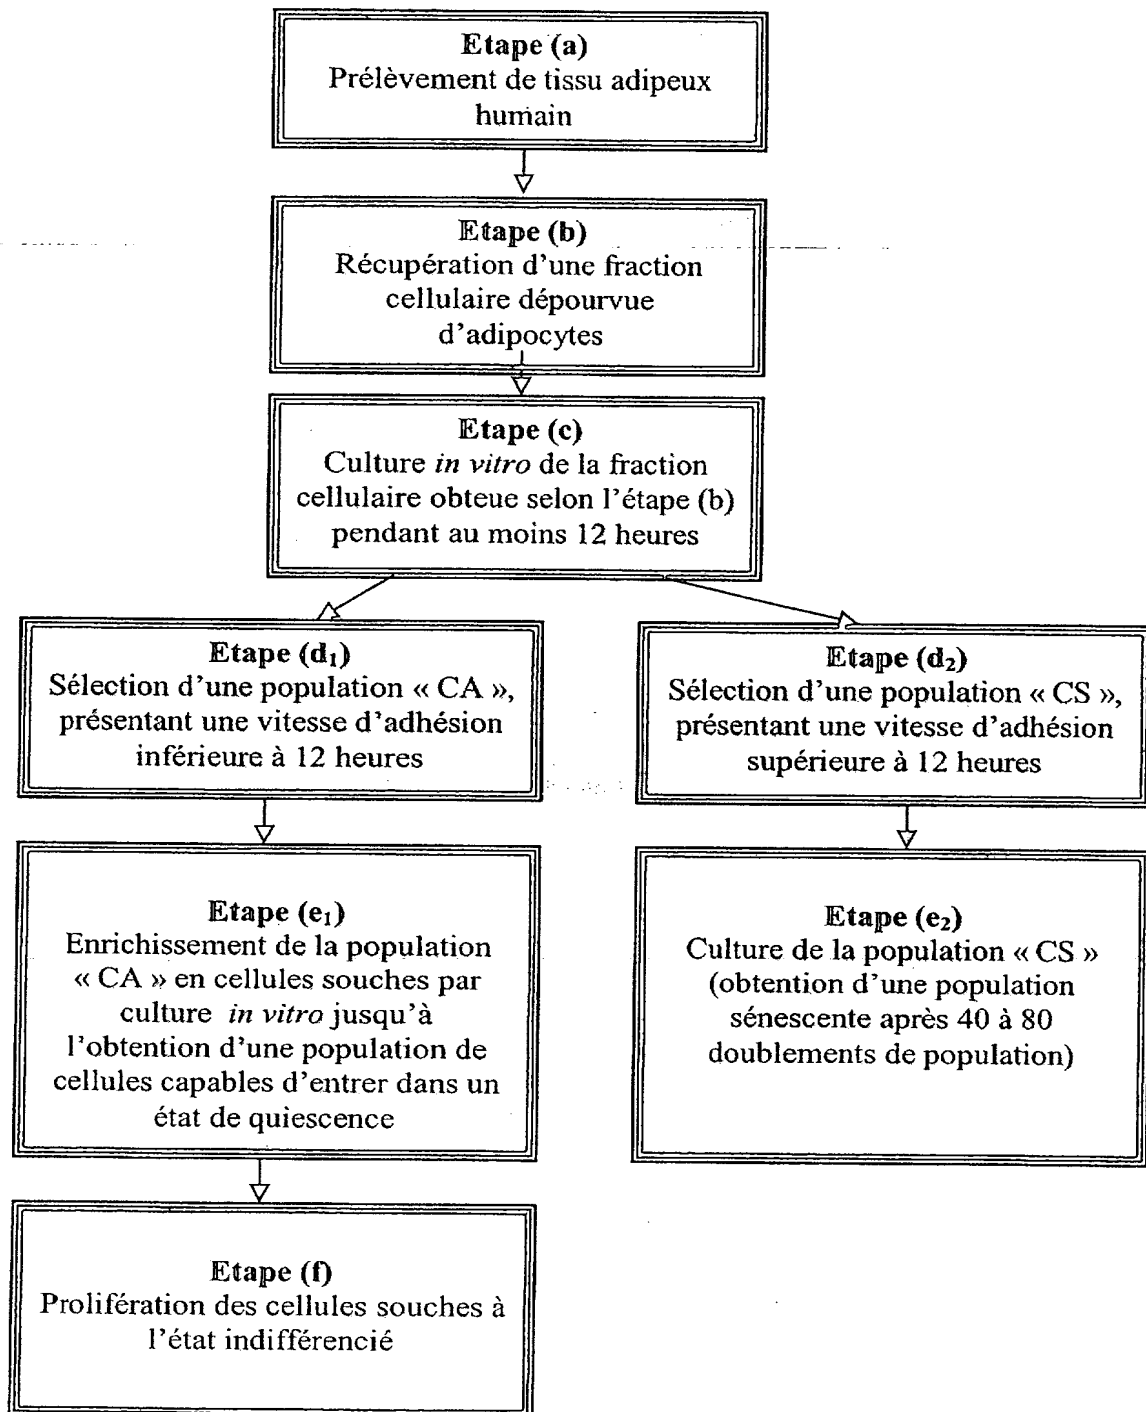 Etape (a)
Prélèvement de tissu adipeux
humain
Etape (b)
Récupération d'une fraction
cellulaire dépourvue
d'adipocytes
Etape (c)
Culture in vitro de la fraction
cellulaire obteue selon l'étape (b)
pendant au moins 12 heures
Etape (d₁)
Sélection d'une population « CA »,
présentant une vitesse d'adhésion
inférieure à 12 heures
Etape (d₂)
Sélection d'une population « CS »,
présentant une vitesse d'adhésion
supérieure à 12 heures
Etape (e₁)
Enrichissement de la population
« CA » en cellules souches par
culture in vitro jusqu'à
l'obtention d'une population de
cellules capables d'entrer dans un
état de quiescence
Etape (e₂)
Culture de la population « CS »
(obtention d'une population
sénescente après 40 à 80
doublements de population)
Etape (f)
Prolifération des cellules souches à
l'état indifférencié